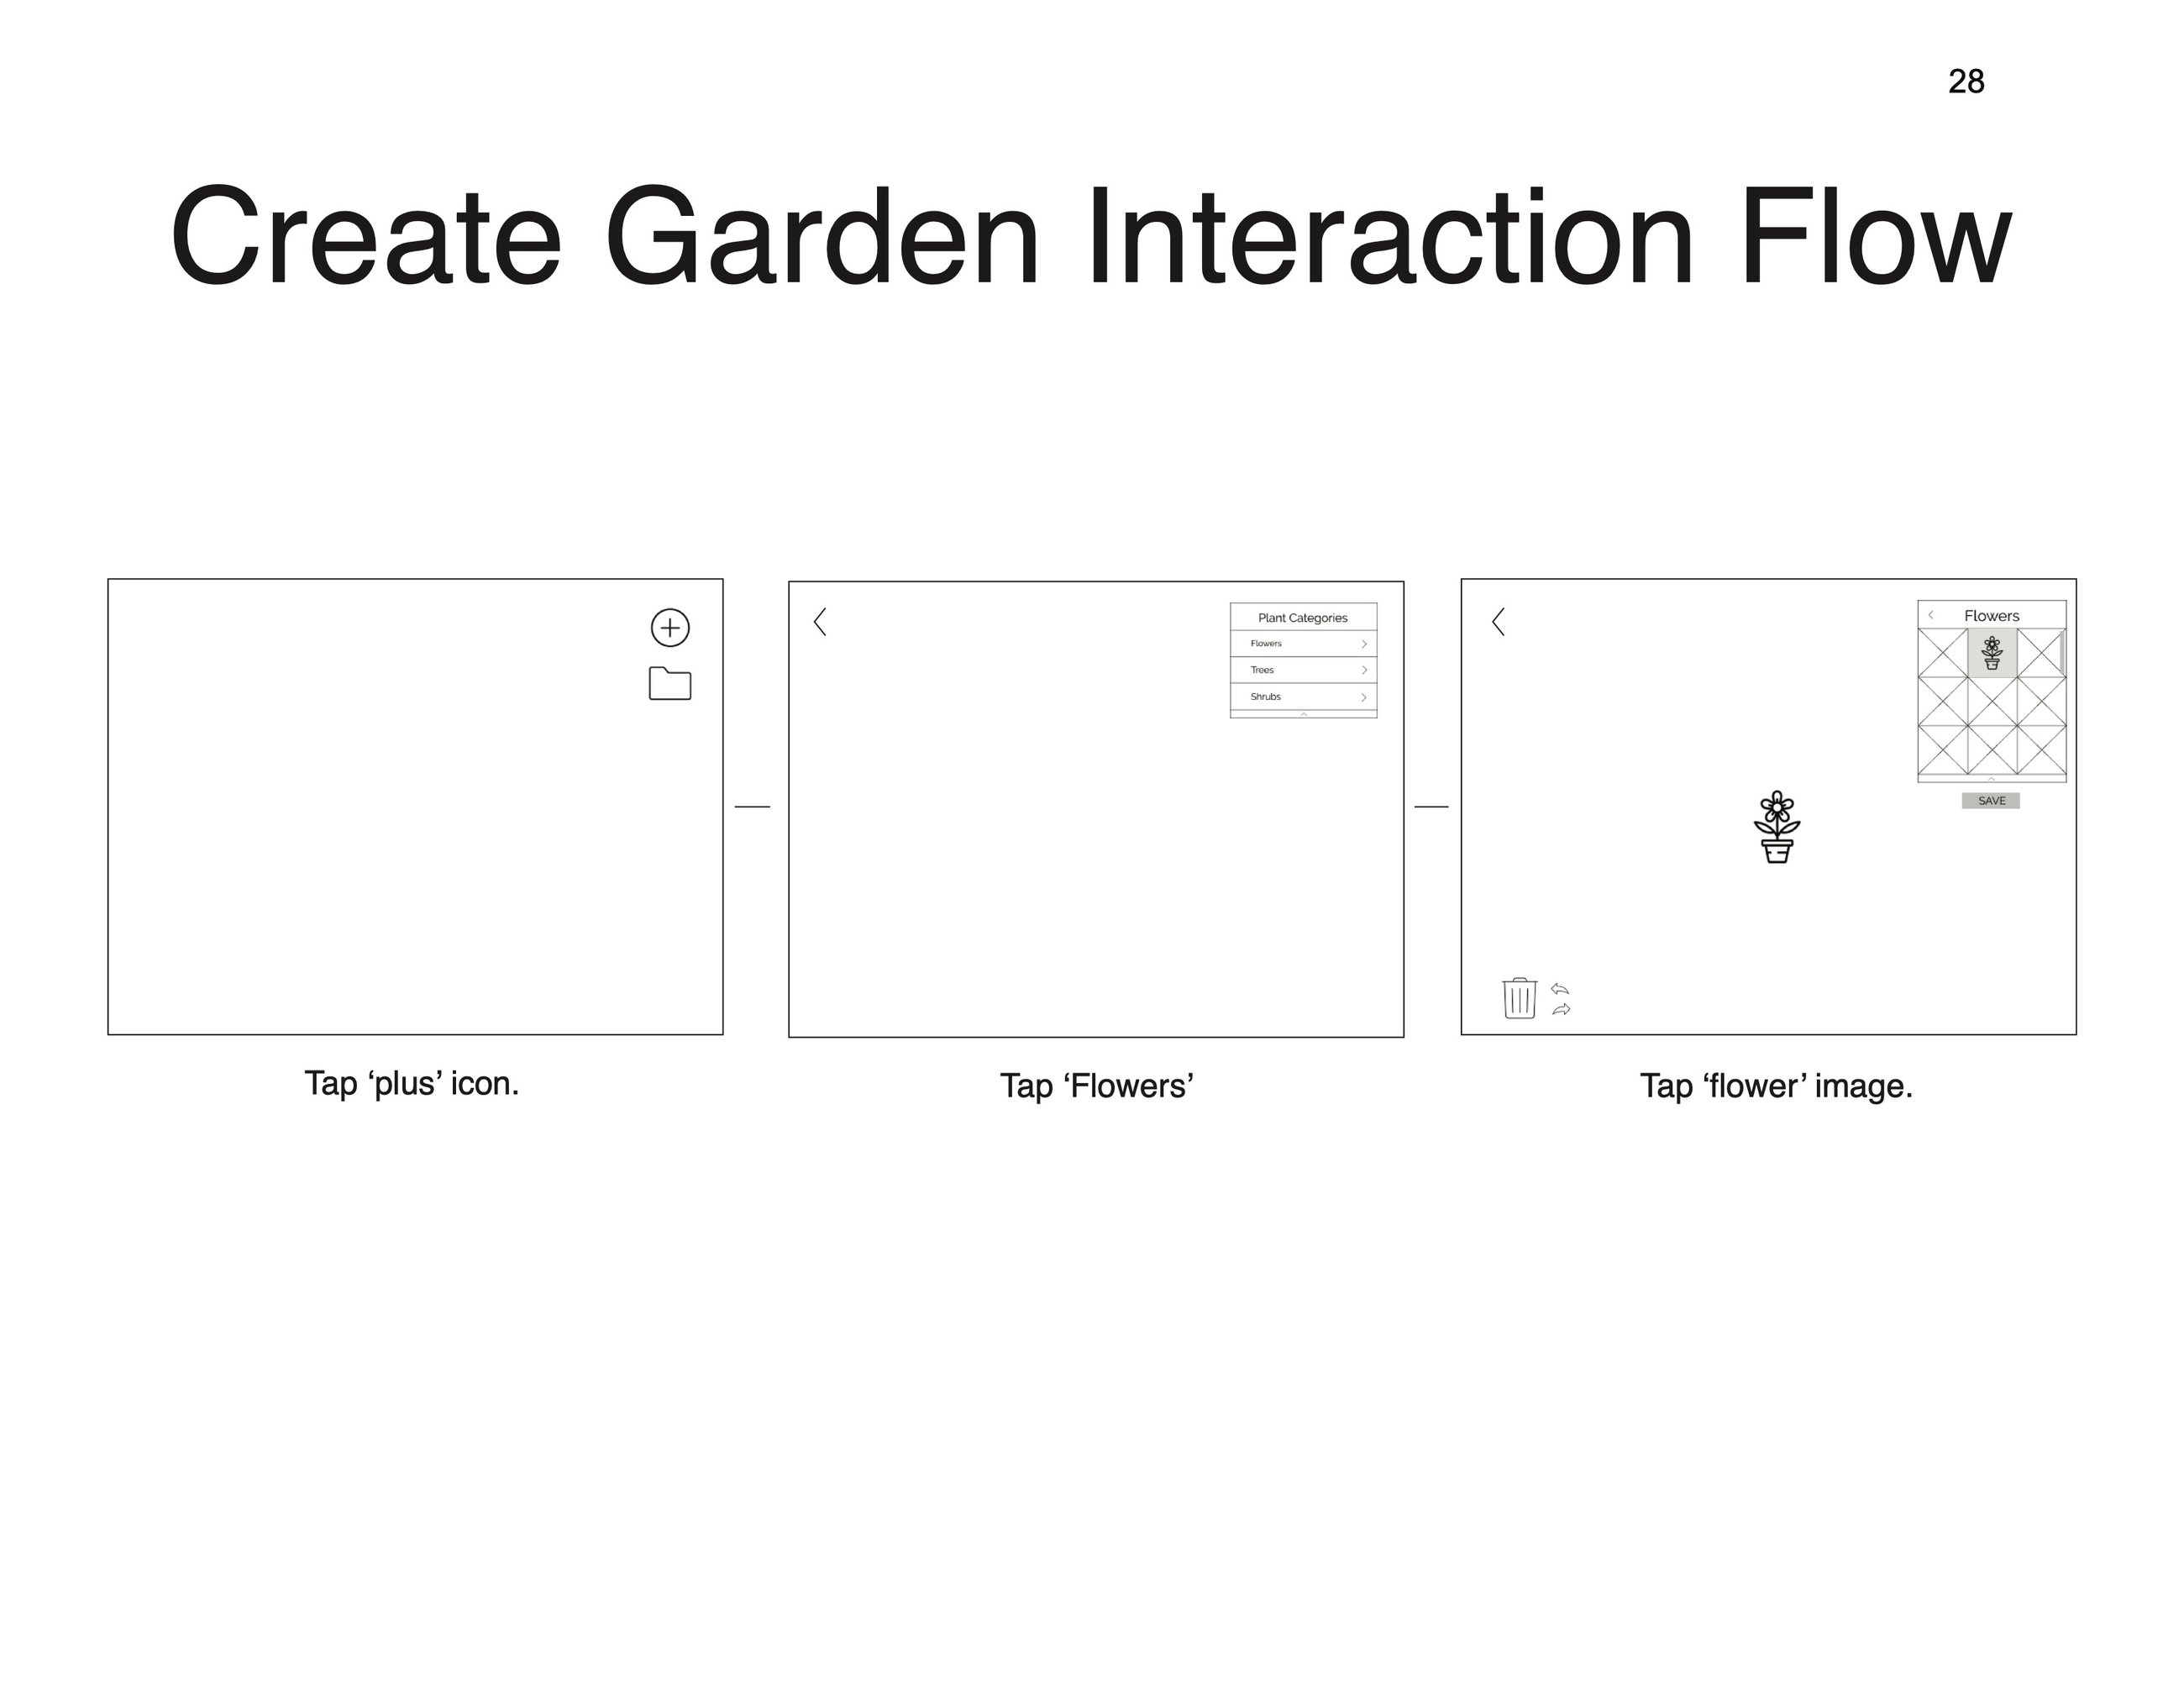 28
Create Garden Interaction Flow
Plant Categories
Flowers
Trees
Shrubs
Flowers
SAVE
Tap ‘plus’ icon.
Tap ‘Flowers’
Tap ‘flower’ image.